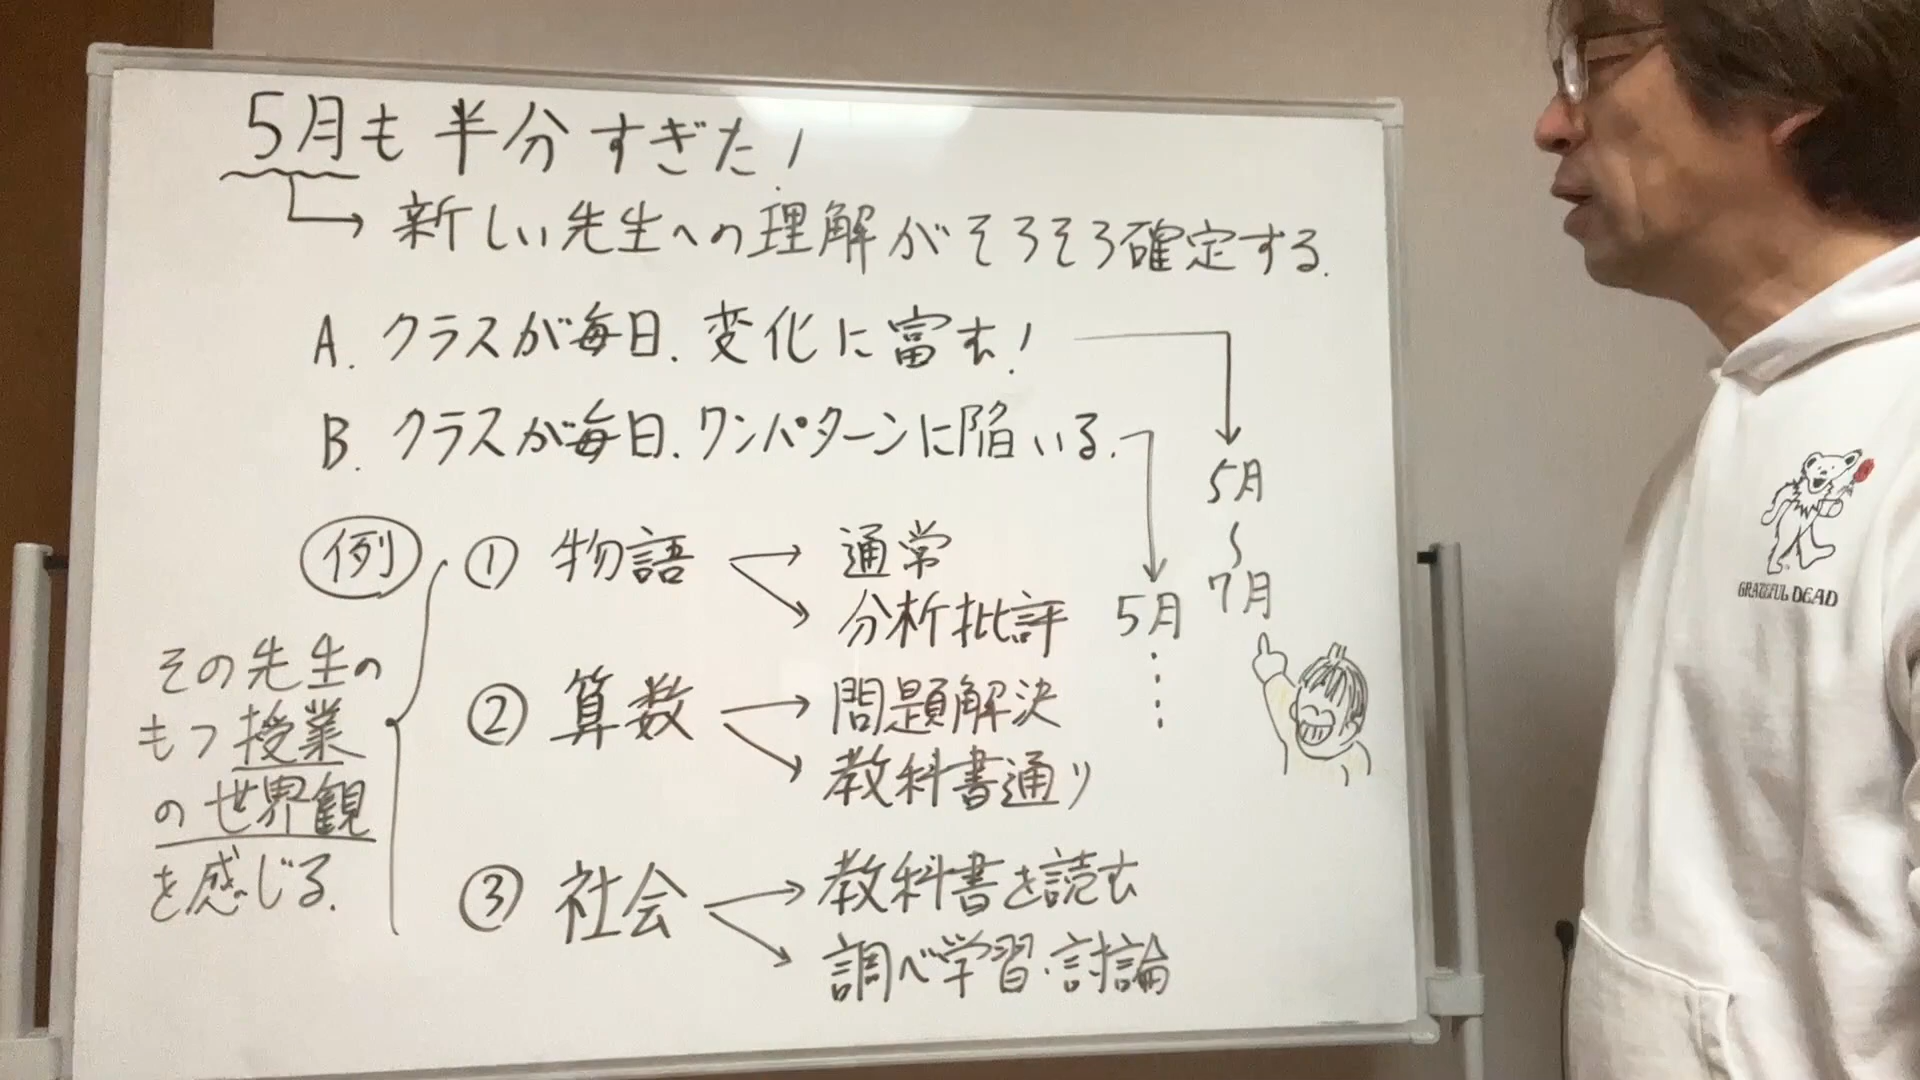 5月も半分すぎた!
新しい先生への理解がそろそろ確定する.
A. クラスが毎日.変化に富む!
B. クラスが毎日.ワンパターンに陥いる.
5月
〜
7月
5月
例
① 物語
通常
分析批評
② 算数
問題解決
教科書通り
③ 社会
教科書を読む
調べ学習・討論
その先生の
もつ授業
の世界観
を感じる.
GRATEFUL DEAD